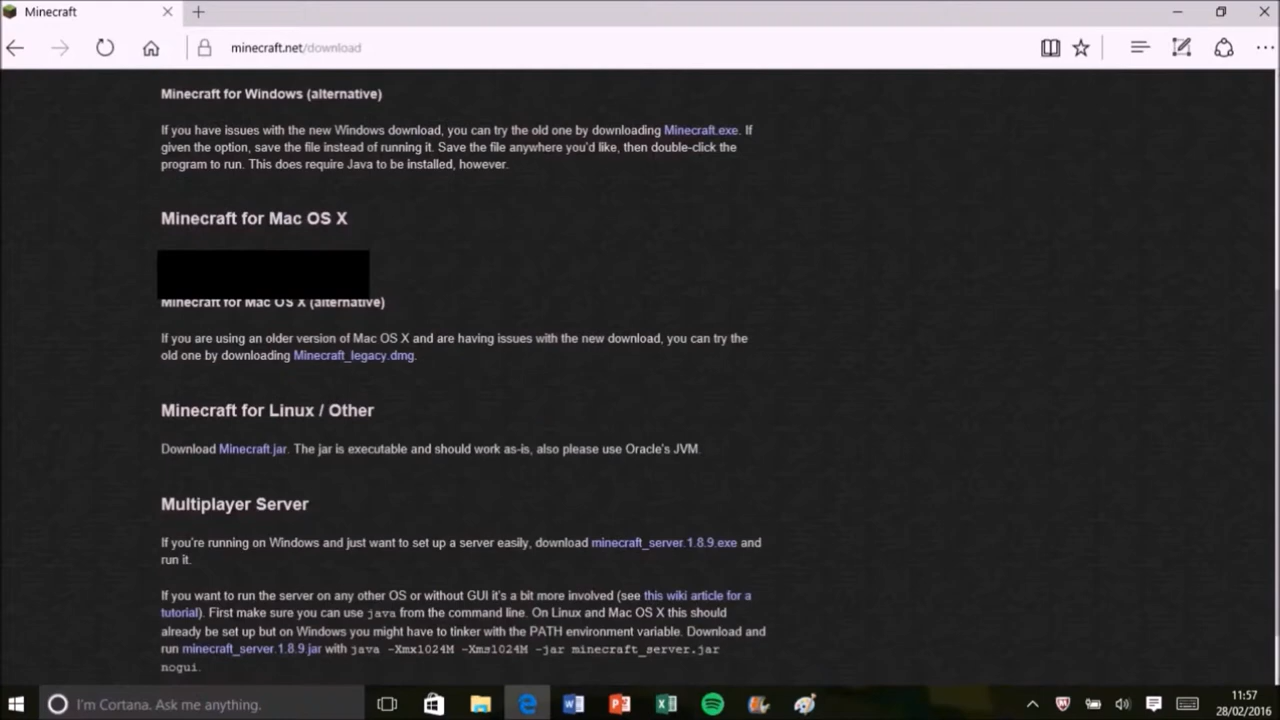 Minecraft
minecraft.net/download
Minecraft for Windows (alternative)
If you have issues with the new Windows download, you can try the old one by downloading Minecraft.exe. If
given the option, save the file instead of running it. Save the file anywhere you'd like, then double-click the
program to run. This does require Java to be installed, however.
Minecraft for Mac OS X
Minecraft for Mac OS X (alternative)
If you are using an older version of Mac OS X and are having issues with the new download, you can try the
old one by downloading Minecraft_legacy.dmg.
Minecraft for Linux / Other
Download Minecraft.jar. The jar is executable and should work as-is, also please use Oracle's JVM.
Multiplayer Server
If you're running on Windows and just want to set up a server easily, download minecraft_server.1.8.9.exe and
run it.
If you want to run the server on any other OS or without GUI it's a bit more involved (see this wiki article for a
tutorial). First make sure you can use java from the command line. On Linux and Mac OS X this should
already be set up but on Windows you might have to tinker with the PATH environment variable. Download and
run minecraft_server.1.8.9.jar with java -Xmx1024M -Xms1024M -jar minecraft_server.jar
nogui.
I'm Cortana. Ask me anything.
11:57
28/02/2016